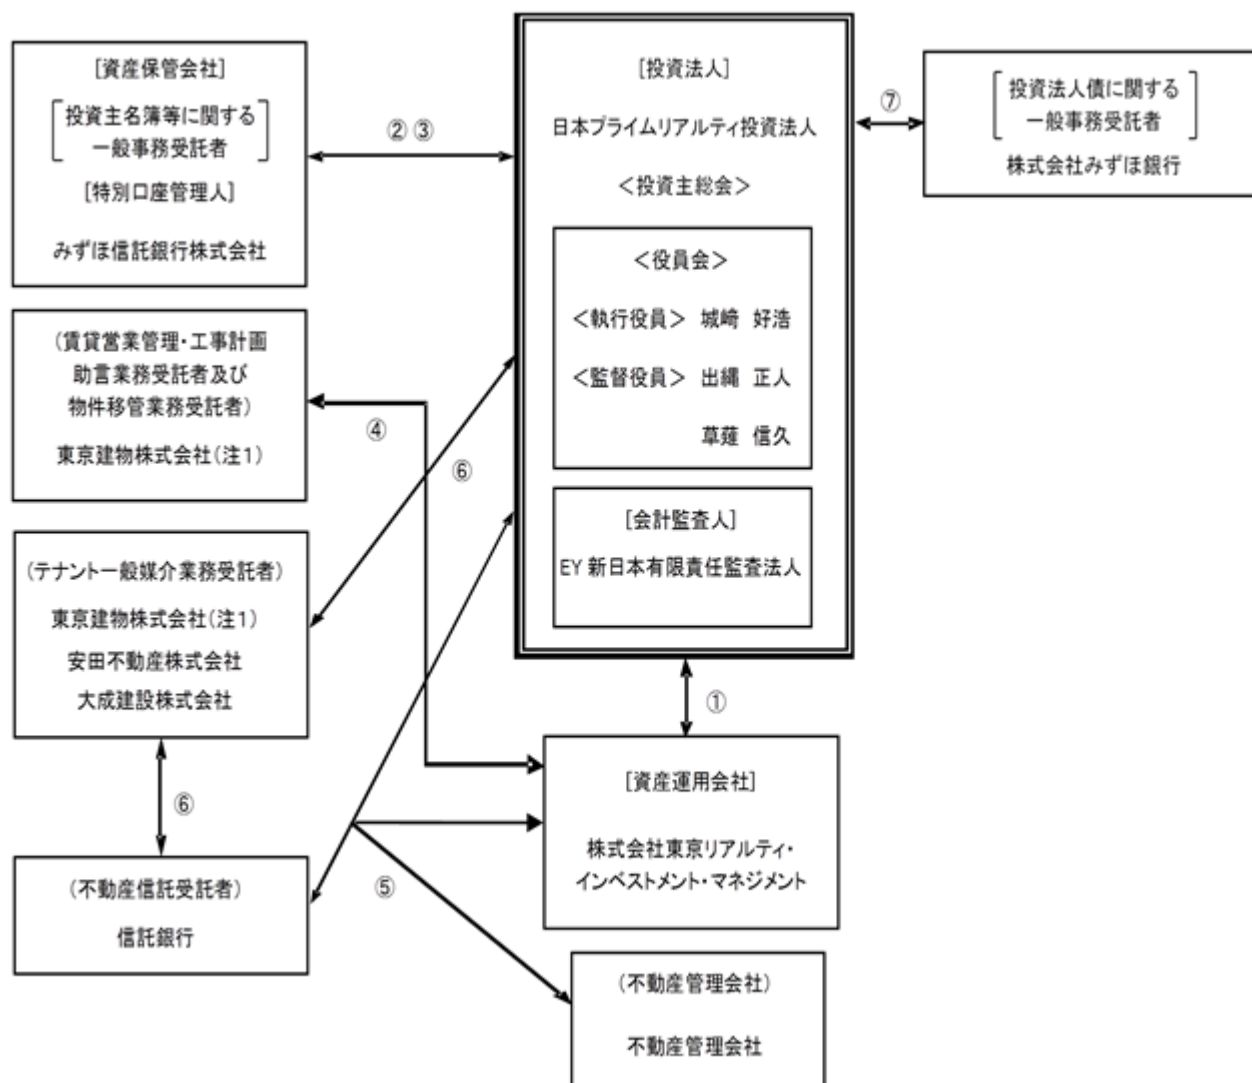 [資産保管会社]
投資主名簿等に関する
一般事務受託者
[特別口座管理人]
みずほ信託銀行株式会社
②③
[投資法人]
日本プライムリアルティ投資法人
＜投資主総会＞
＜役員会＞
＜執行役員＞ 城﨑 好浩
＜監督役員＞ 出縄 正人
草薙 信久
[会計監査人]
EY 新日本有限責任監査法人
⑦
投資法人債に関する
一般事務受託者
株式会社みずほ銀行
(賃貸営業管理・工事計画
助言業務受託者及び
物件移管業務受託者)
東京建物株式会社(注1)
④
⑥
(テナント一般媒介業務受託者)
東京建物株式会社(注1)
安田不動産株式会社
大成建設株式会社
⑥
(不動産信託受託者)
信託銀行
①
[資産運用会社]
株式会社東京リアルティ・
インベストメント・マネジメント
⑤
(不動産管理会社)
不動産管理会社